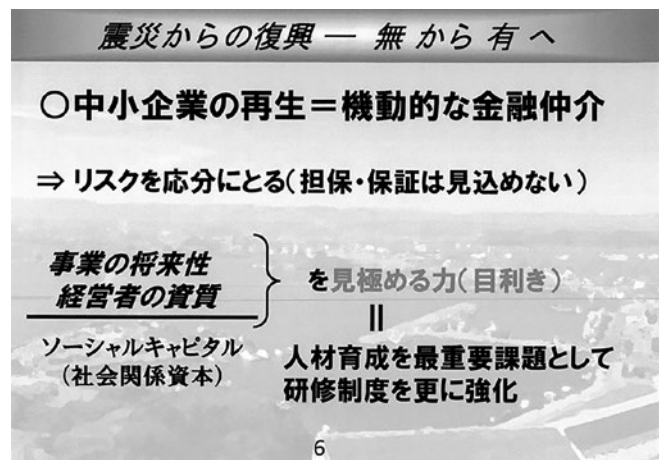 震災からの復興 ― 無 から 有 へ
○中小企業の再生＝機動的な金融仲介
⇒ リスクを応分にとる（担保・保証は見込めない）
事業の将来性
経営者の資質
を見極める力（目利き）
ソーシャルキャピタル
（社会関係資本）
||
人材育成を最重要課題として
研修制度を更に強化
6